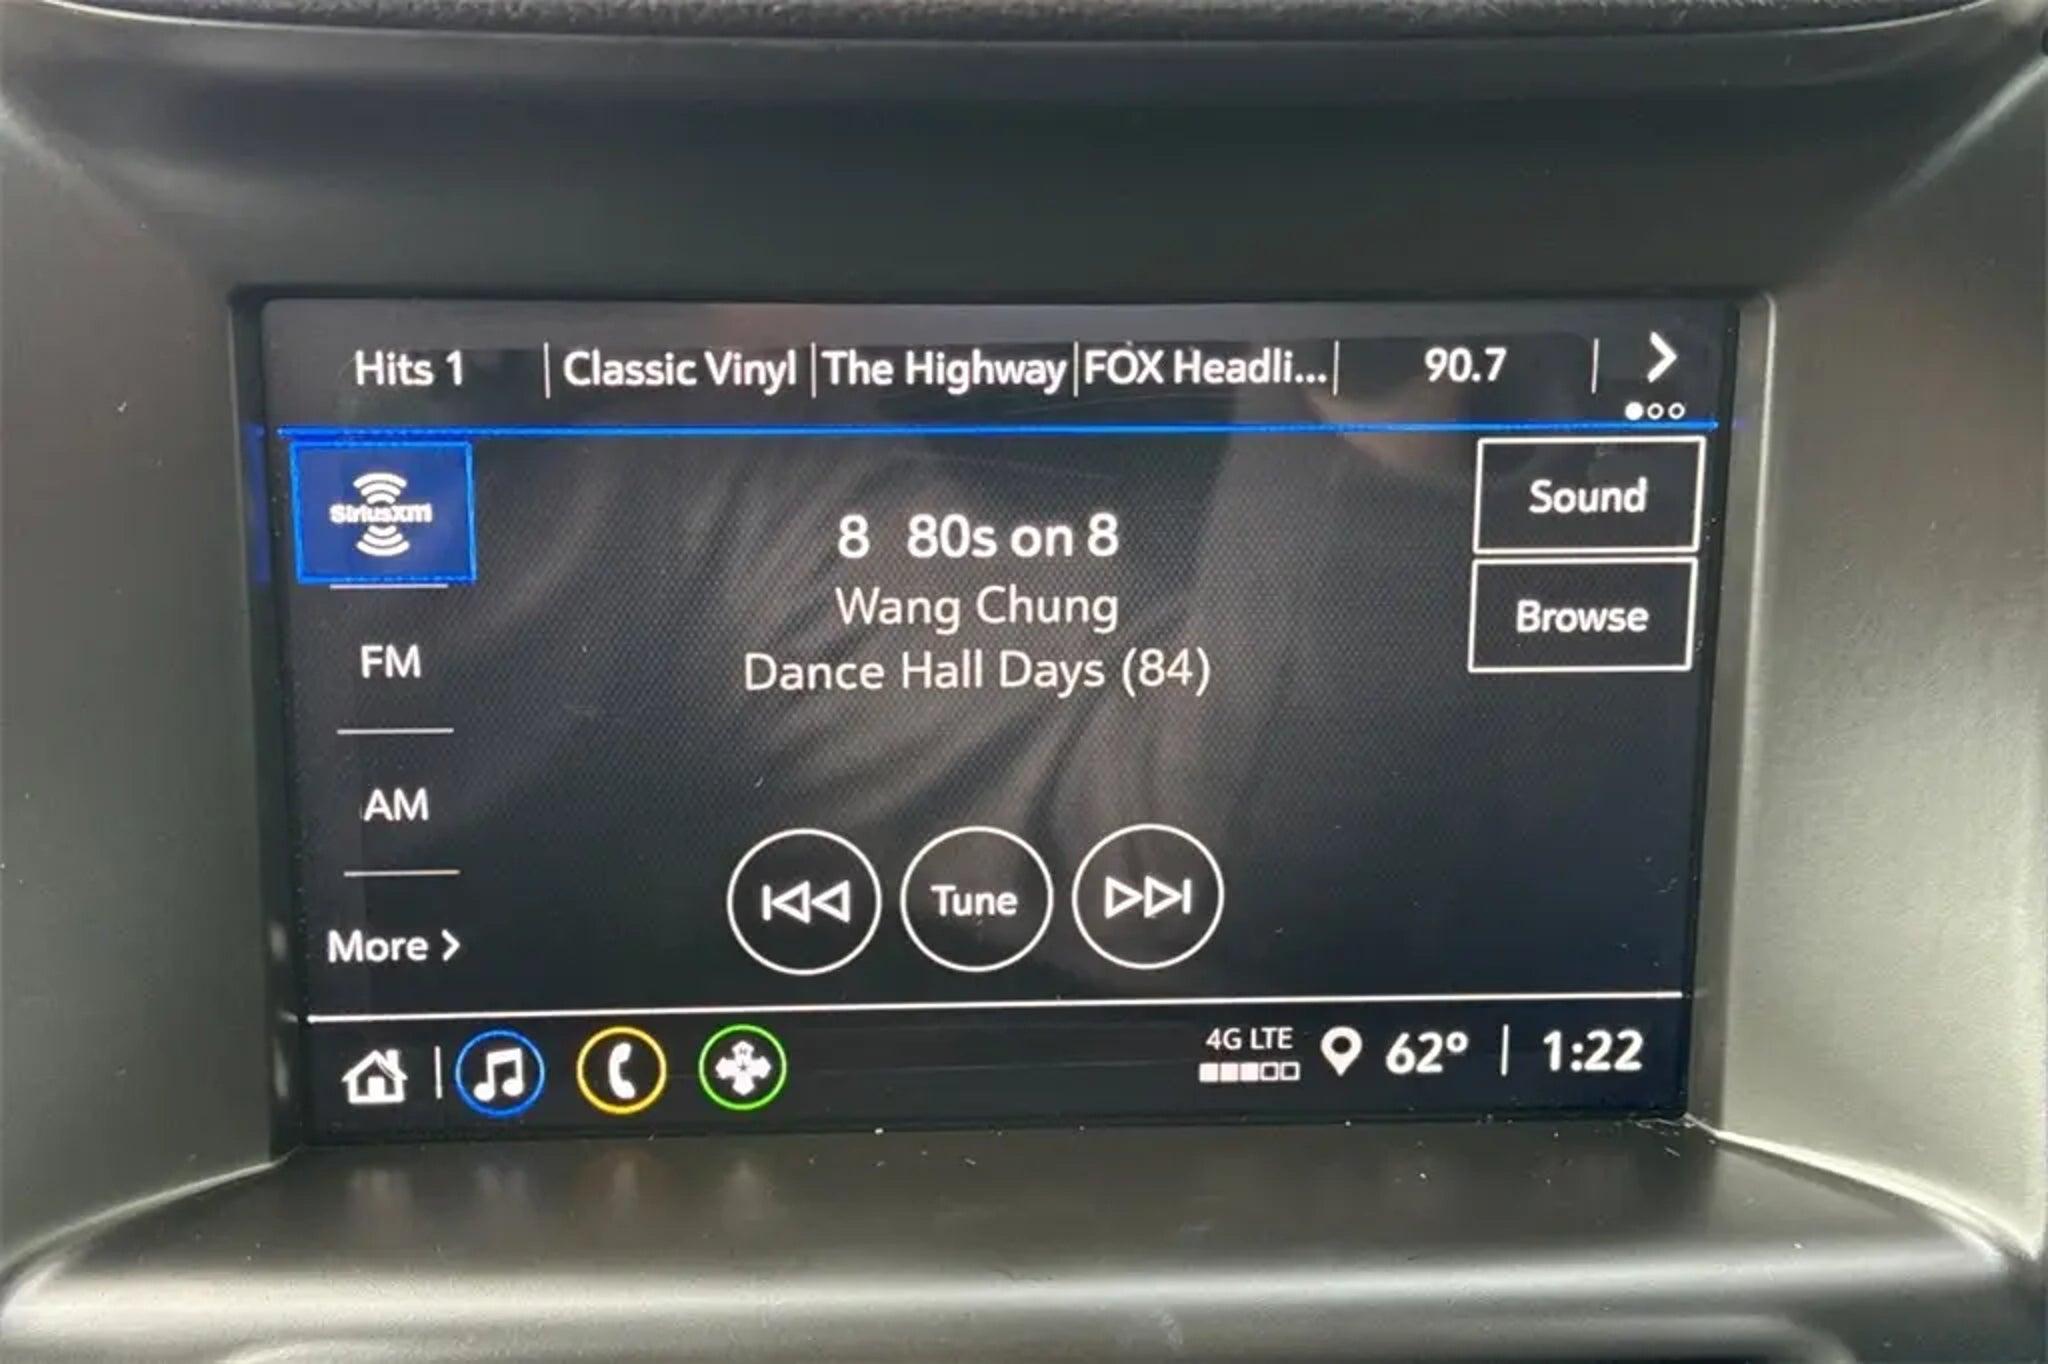 Hits 1 Classic Vinyl The Highway FOX Headli... 90.7
SiriusXM
Sound
8 80s on 8
Wang Chung
Browse
Dance Hall Days (84)
FM
AM
Tune
More
4G LTE 62° 1:22